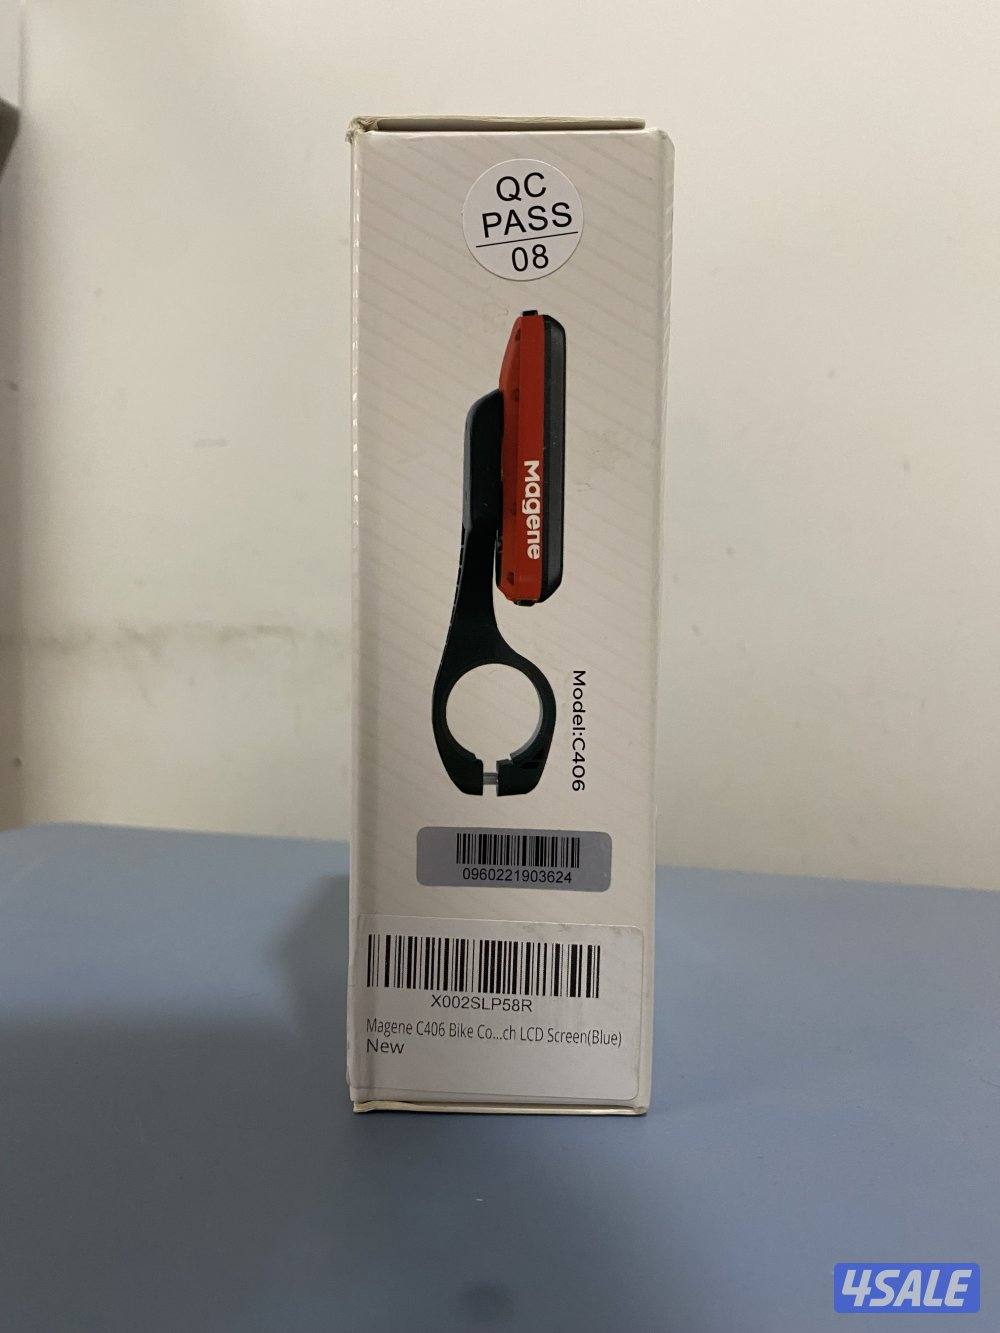 QC
PASS
08
Magene
Model:C406
0960221903624
X002SLP58R
Magene C406 Bike Co...ch LCD Screen(Blue)
New
4SALE